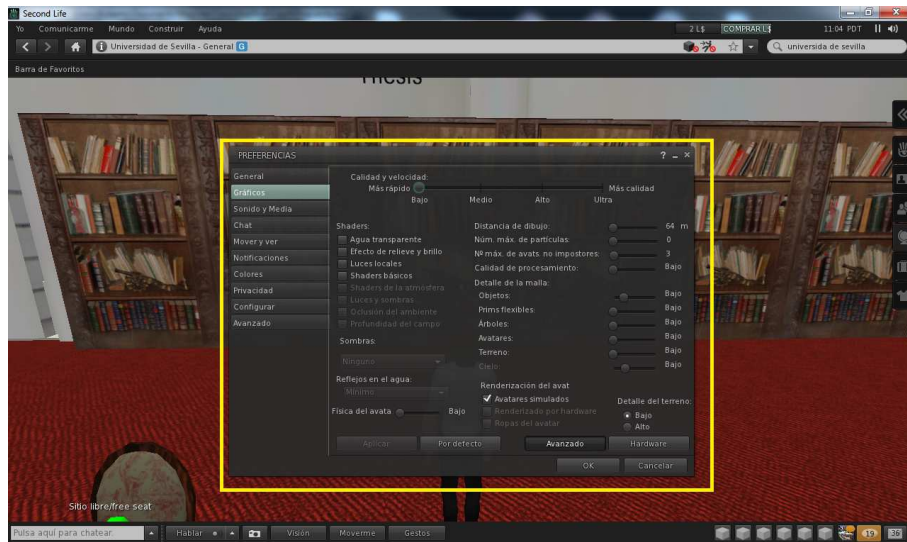 Second Life
Yo Comunicarme Mundo Construir Ayuda 2 L$ COMPRAR L$ 11:04 PDT
Universidad de Sevilla - General G universida de sevilla
Barra de Favoritos
Thesis
PREFERENCIAS ?
General
Gráficos
Sonido y Media
Chat
Mover y ver
Notificaciones
Colores
Privacidad
Configurar
Avanzado
Calidad y velocidad:
Más rápido Más calidad
Bajo Medio Alto Ultra
Shaders:
Agua transparente
Efecto de relieve y brillo
Luces locales
Shaders básicos
Shaders de la atmósfera
Luces y sombras
Oclusión del ambiente
Profundidad del campo
Sombras:
Ninguno
Reflejos en el agua:
Mínimo
Física del avata Bajo
Distancia de dibujo: 64 m
Núm. máx. de partículas: 0
Nº máx. de avats. no impostores: 3
Calidad de procesamiento: Bajo
Detalle de la malla:
Objetos: Bajo
Prims flexibles: Bajo
Árboles: Bajo
Avatares: Bajo
Terreno: Bajo
Cielo: Bajo
Renderización del avat
Avatares simulados
Renderizado por hardware
Ropas del avatar
Detalle del terreno:
Bajo
Alto
Aplicar Por defecto Avanzado Hardware
OK Cancelar
Sitio libre/free seat
Pulsa aquí para chatear. Hablar Visión Moverme Gestos 19 36